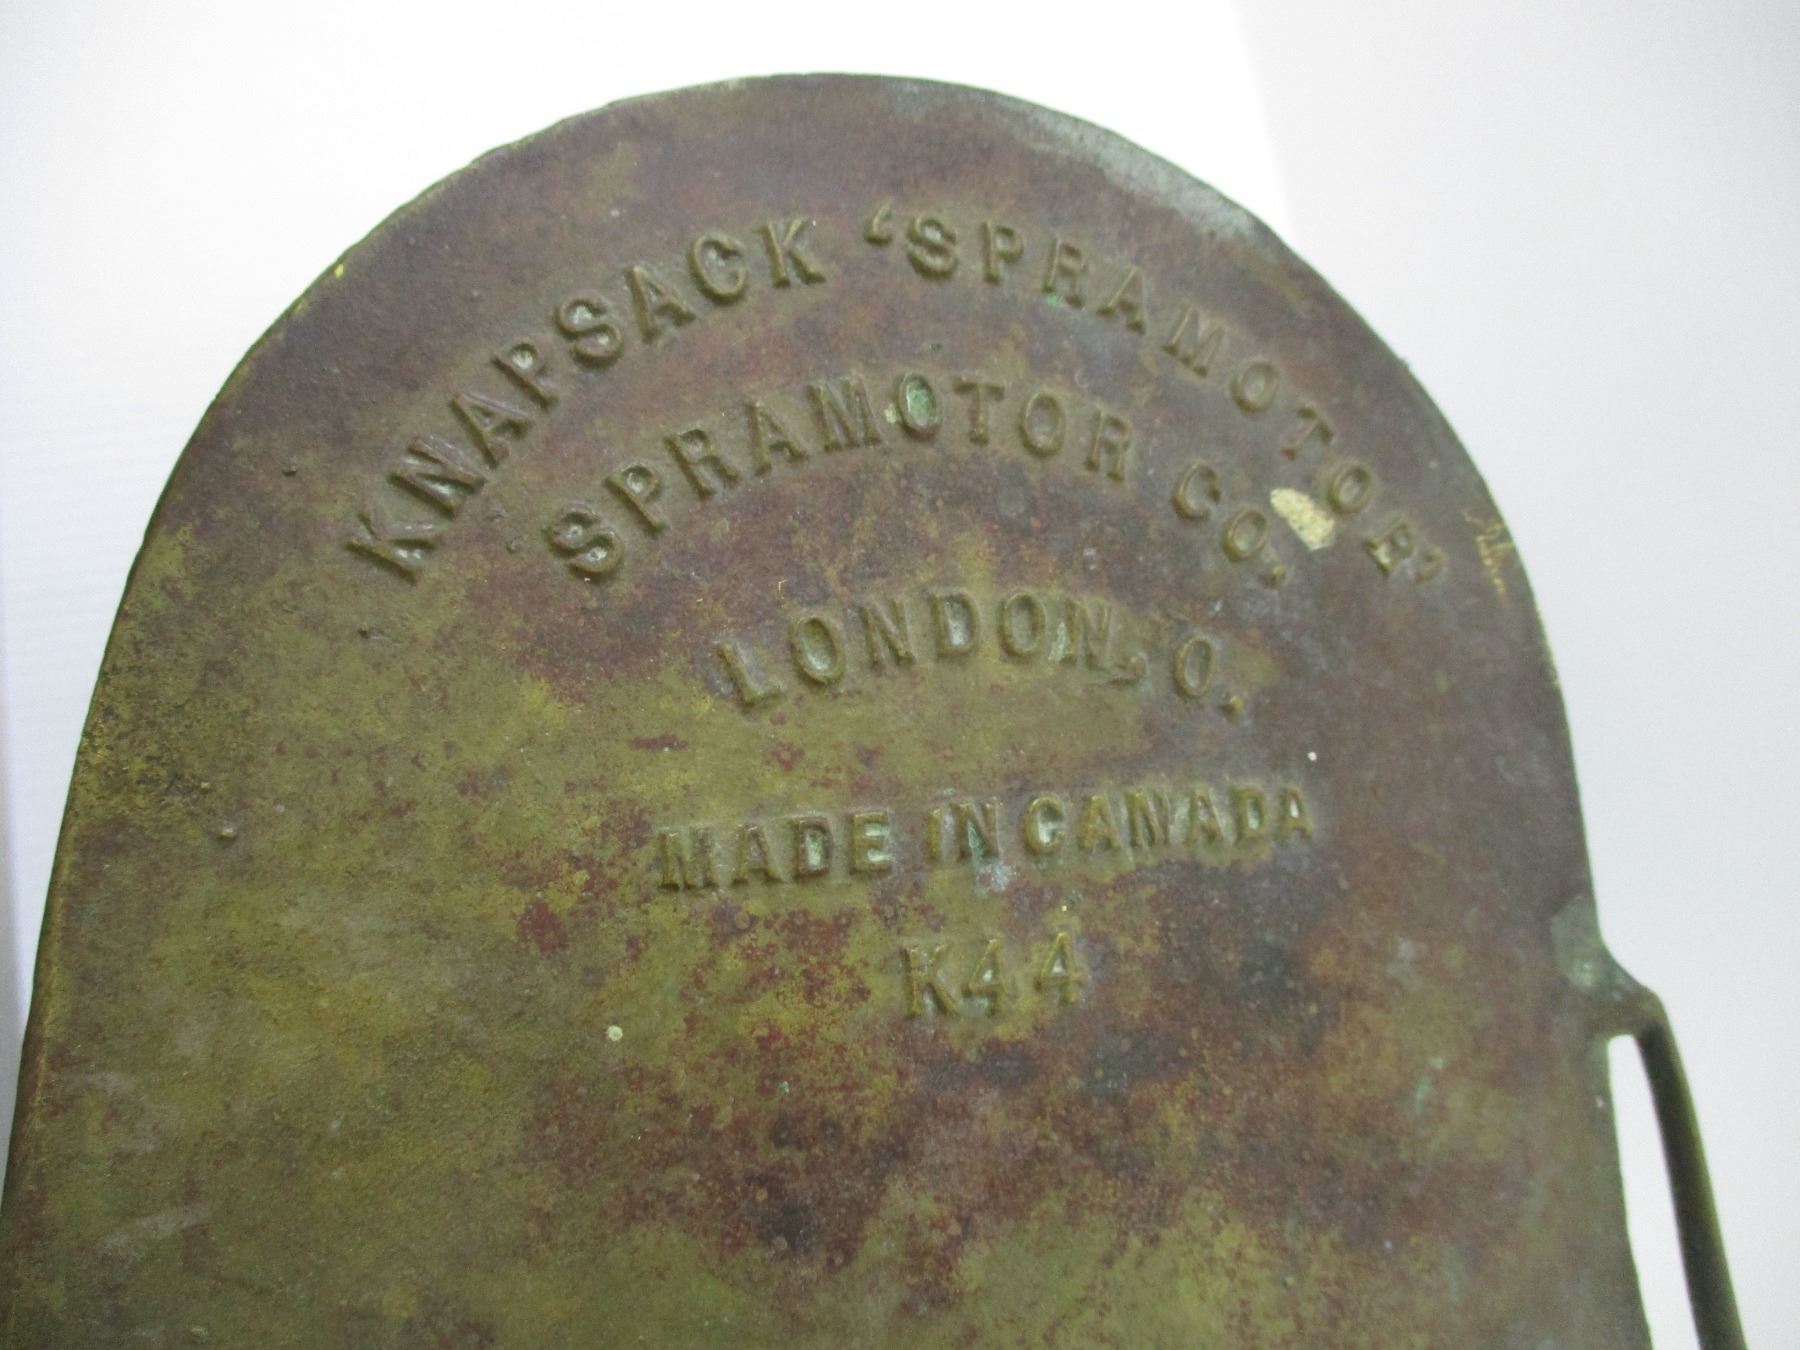 KNAPSACK ‘SPRAMOTOR’
SPRAMOTOR CO.,
LONDON, O.,
MADE IN CANADA
K44